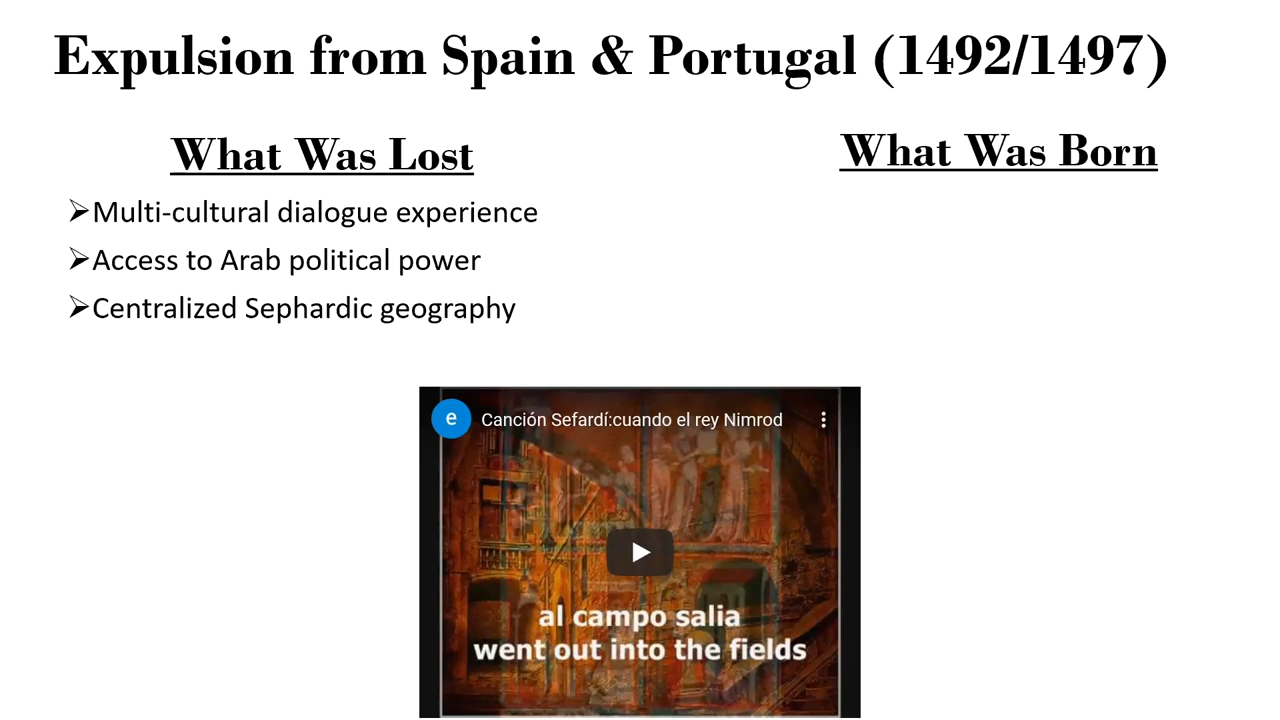 Expulsion from Spain & Portugal (1492/1497)
What Was Lost
➢Multi-cultural dialogue experience
➢Access to Arab political power
➢Centralized Sephardic geography
What Was Born
e
Canción Sefardí:cuando el rey Nimrod
al campo salia
went out into the fields